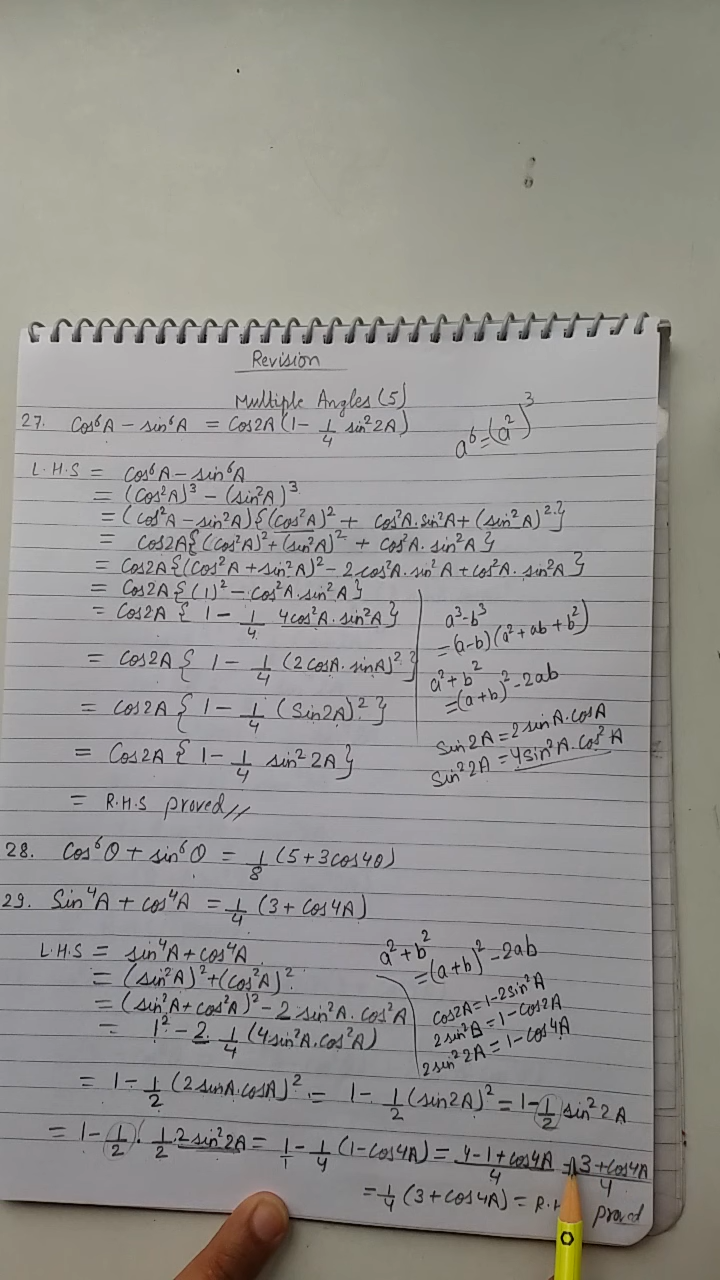 Revision
Multiple Angles (5)
27. Cos⁶A − sin⁶A = Cos2A (1 − 1/4 sin²2A)
a⁶ = (a²)³
L.H.S = Cos⁶A − sin⁶A
= (Cos²A)³ − (sin²A)³
= (cos²A − sin²A) {(cos²A)² + cos²A. sin²A + (sin²A)²}
= Cos2A {(cos²A)² + (sin²A)² + cos²A. sin²A}
= Cos2A {(Cos²A + sin²A)² − 2cos²A. sin²A + cos²A. sin²A}
= Cos2A {(1)² − cos²A. sin²A}
= Cos2A { 1 − 1/4 4cos²A. sin²A}
= Cos2A { 1 − 1/4 (2cosA. sinA)²}
= Cos2A { 1 − 1/4 (Sin2A)²}
= Cos2A { 1 − 1/4 sin²2A}
= R.H.S proved //
a³-b³
= (a-b) (a² + ab + b²)
a² + b²
= (a+b)² - 2ab
Sin2A = 2sinA. cosA
Sin²2A = 4sin²A. cos²A
28. Cos⁶θ + sin⁶θ = 1/8 (5 + 3cos4θ)
29. Sin⁴A + cos⁴A = 1/4 (3 + cos4A)
L.H.S = sin⁴A + cos⁴A
= (sin²A)² + (cos²A)²
= (sin²A + cos²A)² − 2sin²A. cos²A
= 1² − 2. 1/4 (4sin²A. cos²A)
a² + b²
= (a+b)² - 2ab
cos2A = 1 - 2sin²A
2sin²A = 1 - cos2A
2sin²2A = 1 - cos4A
= 1 − 1/2 (2sinA. cosA)² = 1 − 1/2 (sin2A)² = 1 − 1/2 sin²2A
= 1 − 1/2 . 1/2 2sin²2A = 1/1 − 1/4 (1 − cos4A) = 4-1+cos4A/4 = 3+cos4A/4
= 1/4 (3 + cos4A) = R.H proved